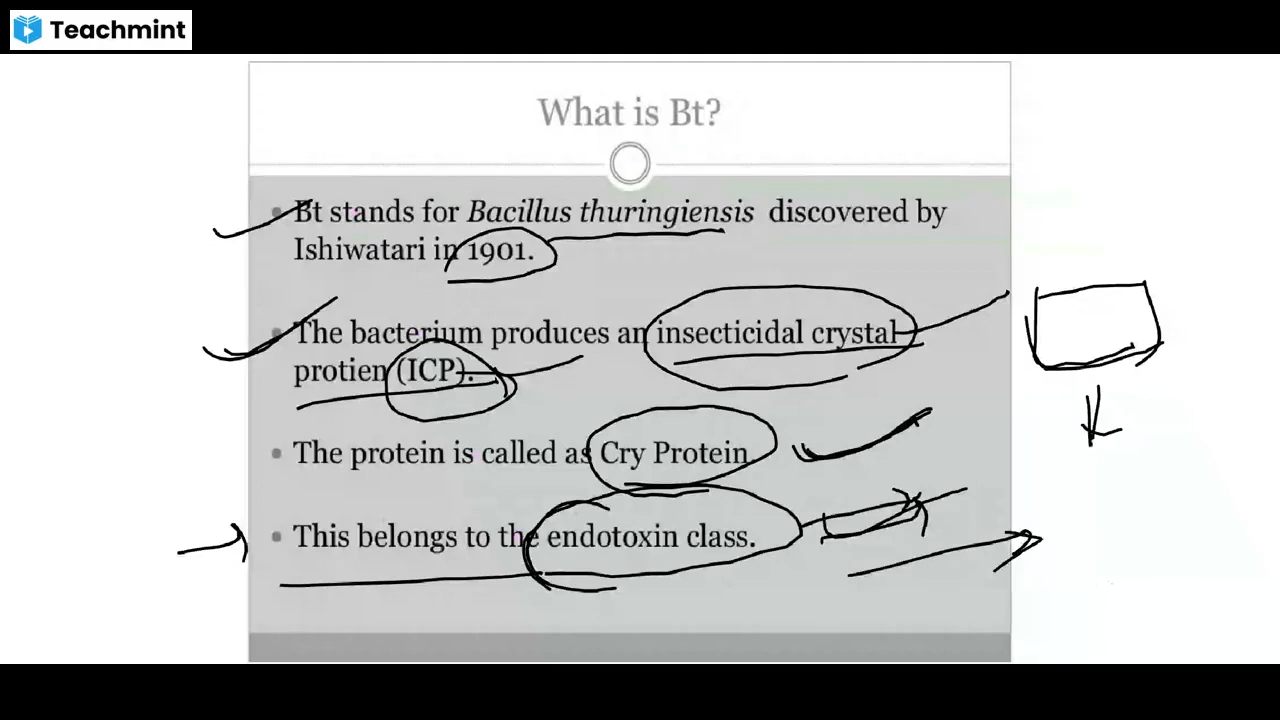 Teachmint
What is Bt?
• Bt stands for Bacillus thuringiensis discovered by
Ishiwatari in 1901.
• The bacterium produces an insecticidal crystal
protien (ICP).
• The protein is called as Cry Protein.
• This belongs to the endotoxin class.